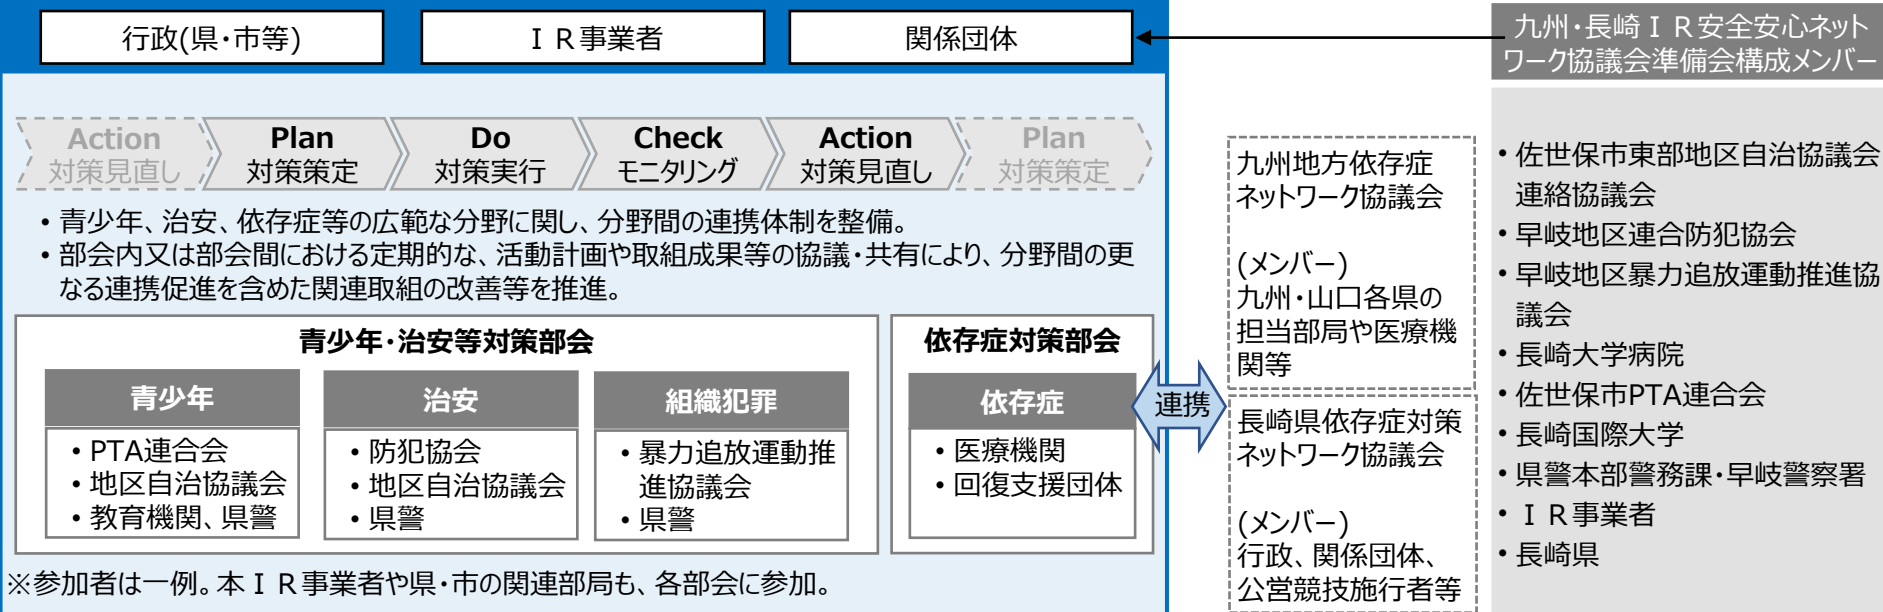 行政(県・市等)
ＩＲ事業者
関係団体
九州・長崎ＩＲ安全安心ネット
ワーク協議会準備会構成メンバー
Action
対策見直し
Plan
対策策定
Do
対策実行
Check
モニタリング
Action
対策見直し
Plan
対策策定
・青少年、治安、依存症等の広範な分野に関し、分野間の連携体制を整備。
・部会内又は部会間における定期的な、活動計画や取組成果等の協議・共有により、分野間の更
なる連携促進を含めた関連取組の改善等を推進。
青少年・治安等対策部会
青少年
・PTA連合会
・地区自治協議会
・教育機関、県警
治安
・防犯協会
・地区自治協議会
・県警
組織犯罪
・暴力追放運動推
進協議会
・県警
依存症対策部会
依存症
・医療機関
・回復支援団体
※参加者は一例。本ＩＲ事業者や県・市の関連部局も、各部会に参加。
連携
九州地方依存症
ネットワーク協議会
(メンバー)
九州・山口各県の
担当部局や医療機
関等
長崎県依存症対策
ネットワーク協議会
(メンバー)
行政、関係団体、
公営競技施行者等
・佐世保市東部地区自治協議会
連絡協議会
・早岐地区連合防犯協会
・早岐地区暴力追放運動推進協
議会
・長崎大学病院
・佐世保市PTA連合会
・長崎国際大学
・県警本部警務課・早岐警察署
・ＩＲ事業者
・長崎県